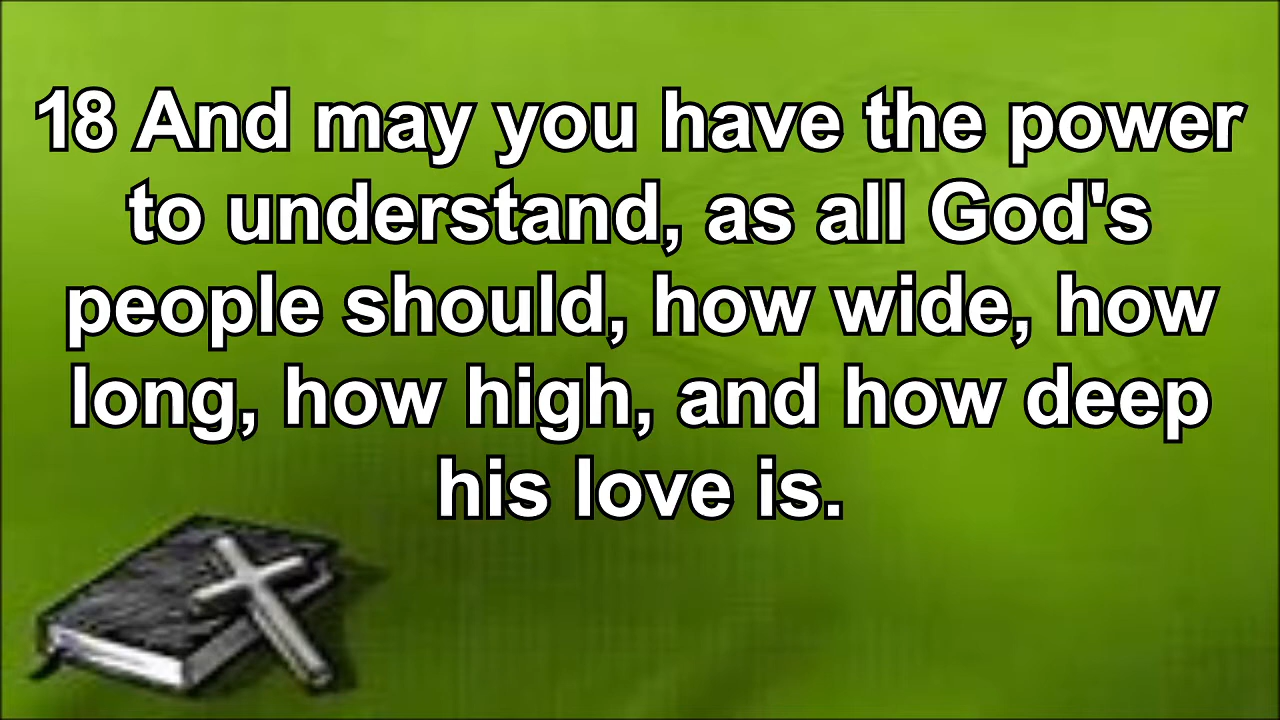 18 And may you have the power
to understand, as all God's
people should, how wide, how
long, how high, and how deep
his love is.